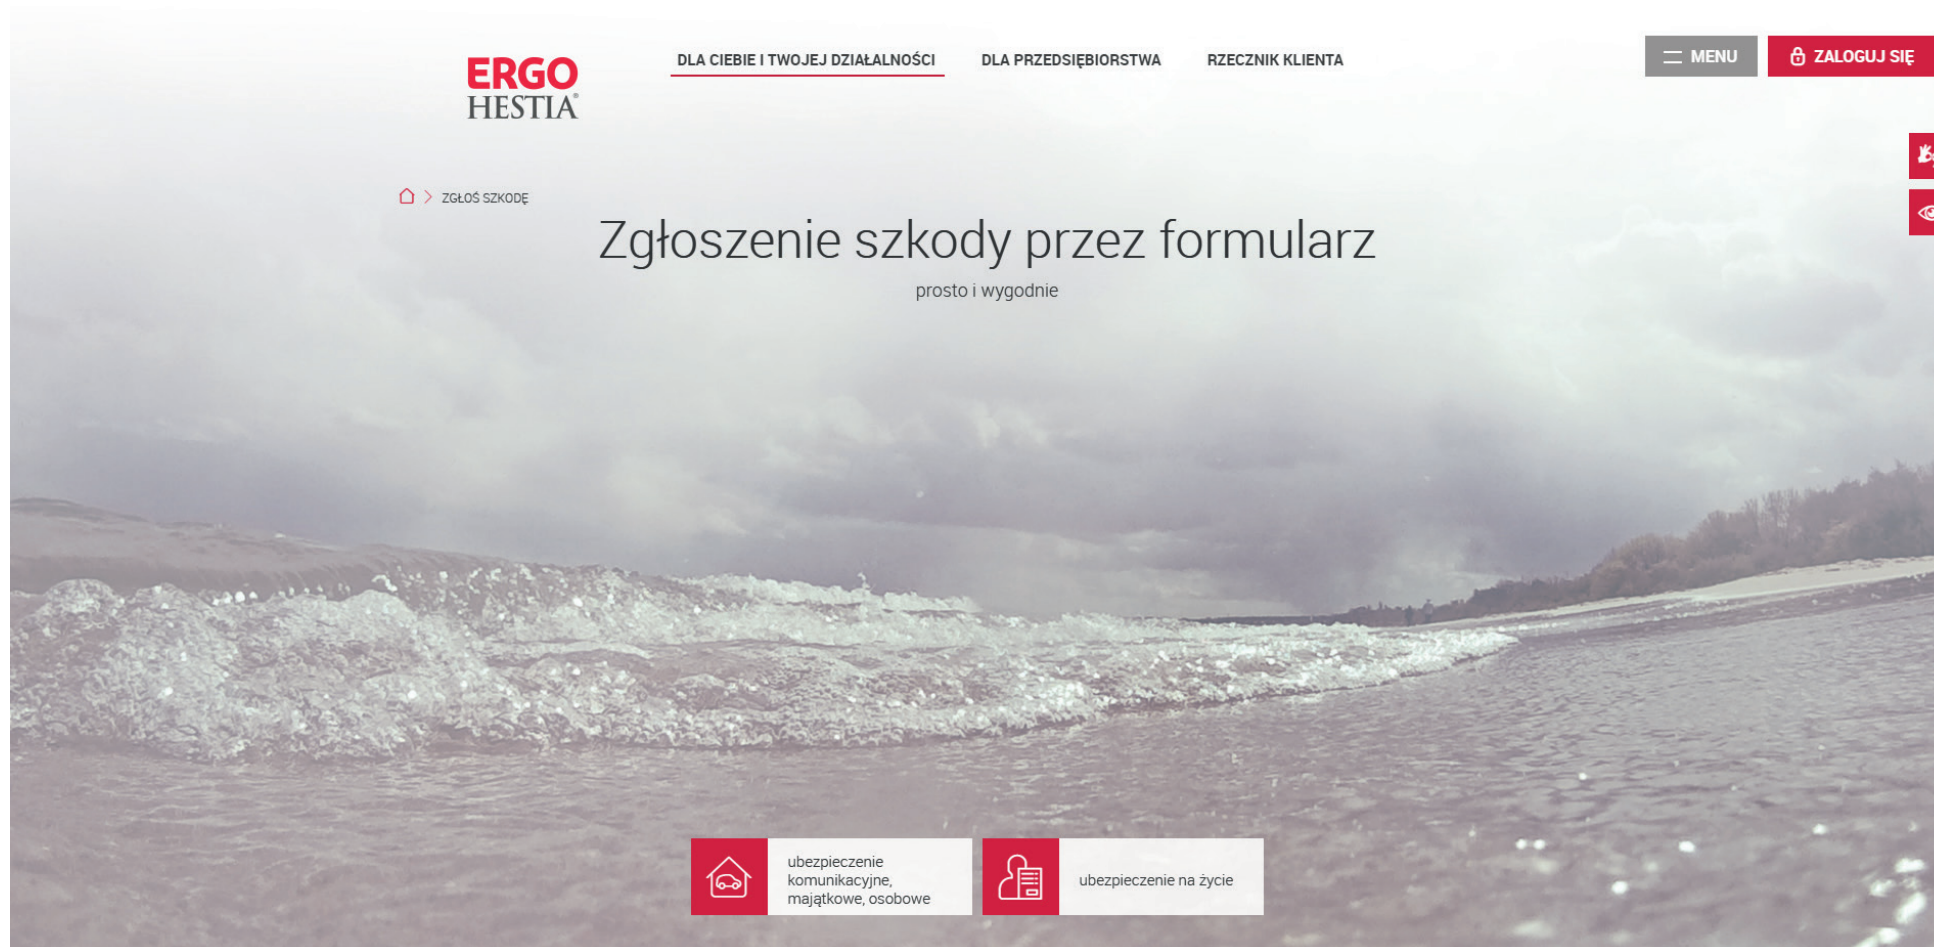 ERGO
HESTIA®
DLA CIEBIE I TWOJEJ DZIAŁALNOŚCI
DLA PRZEDSIĘBIORSTWA
RZECZNIK KLIENTA
MENU
ZALOGUJ SIĘ
ZGŁOŚ SZKODĘ
Zgłoszenie szkody przez formularz
prosto i wygodnie
ubezpieczenie
komunikacyjne,
majątkowe, osobowe
ubezpieczenie na życie